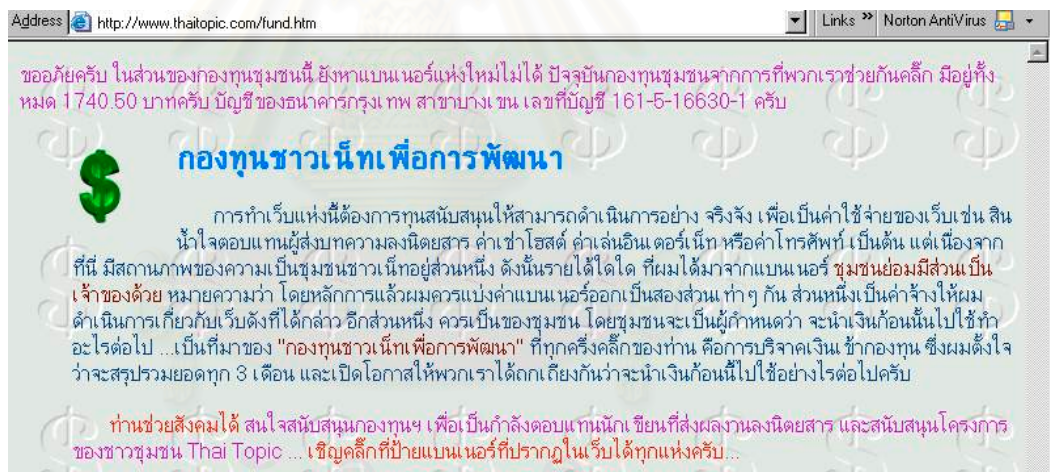 Address http://www.thaitopic.com/fund.htm Links » Norton AntiVirus
ขออภัยครับ ในส่วนของกองทุนชุมชนนี้ ยังหาแบนเนอร์แห่งใหม่ไม่ได้ ปัจจุบันกองทุนชุมชนจากการที่พวกเราช่วยกันคลิ๊ก มีอยู่ทั้ง
หมด 1740.50 บาทครับ บัญชีของธนาคารกรุงเทพ สาขาบางเขน เลขที่บัญชี 161-5-16630-1 ครับ
กองทุนชาวเน็ทเพื่อการพัฒนา
การทำเว็บแห่งนี้ต้องการทุนสนับสนุนให้สามารถดำเนินการอย่าง จริงจัง เพื่อเป็นค่าใช้จ่ายของเว็บเช่น สิน
น้ำใจตอบแทนผู้ส่งบทความลงนิตยสาร ค่าเช่าโฮสต์ ค่าเล่นอินเตอร์เน็ท หรือค่าโทรศัพท์ เป็นต้น แต่เนื่องจาก
ที่นี่ มีสถานภาพของความเป็นชุมชนชาวเน็ทอยู่ส่วนหนึ่ง ดังนั้นรายได้ใดใด ที่ผมได้มาจากแบนเนอร์ ชุมชนย่อมมีส่วนเป็น
เจ้าของด้วย หมายความว่า โดยหลักการแล้วผมควรแบ่งค่าแบนเนอร์ออกเป็นสองส่วนเท่าๆ กัน ส่วนหนึ่งเป็นค่าจ้างให้ผม
ดำเนินการเกี่ยวกับเว็บดังที่ได้กล่าว อีกส่วนหนึ่ง ควรเป็นของชุมชน โดยชุมชนจะเป็นผู้กำหนดว่า จะนำเงินก้อนนั้นไปใช้ทำ
อะไรต่อไป ...เป็นที่มาของ "กองทุนชาวเน็ทเพื่อการพัฒนา" ที่ทุกครั้งคลิ๊กของท่าน คือการบริจาคเงินเข้ากองทุน ซึ่งผมตั้งใจ
ว่าจะสรุปรวมยอดทุก 3 เดือน และเปิดโอกาสให้พวกเราได้ถกเถียงกันว่าจะนำเงินก้อนนี้ไปใช้อย่างไรต่อไปครับ
ท่านช่วยสังคมได้ สนใจสนับสนุนกองทุนฯ เพื่อเป็นกำลังตอบแทนนักเขียนที่ส่งผลงานลงนิตยสาร และสนับสนุนโครงการ
ของชาวชุมชน Thai Topic ... เชิญคลิ๊กที่ป้ายแบนเนอร์ที่ปรากฏในเว็บได้ทุกแห่งครับ...